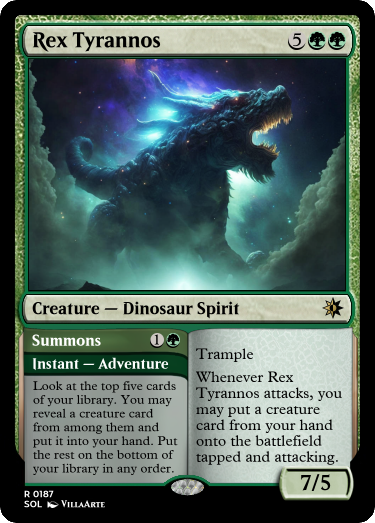 Rex Tyrannos 5
Creature — Dinosaur Spirit
Summons 1
Instant — Adventure
Look at the top five cards
of your library. You may
reveal a creature card
from among them and
put it into your hand. Put
the rest on the bottom of
your library in any order.
Trample
Whenever Rex
Tyrannos attacks, you
may put a creature
card from your hand
onto the battlefield
tapped and attacking.
7/5
R 0187
SOL VillaArte